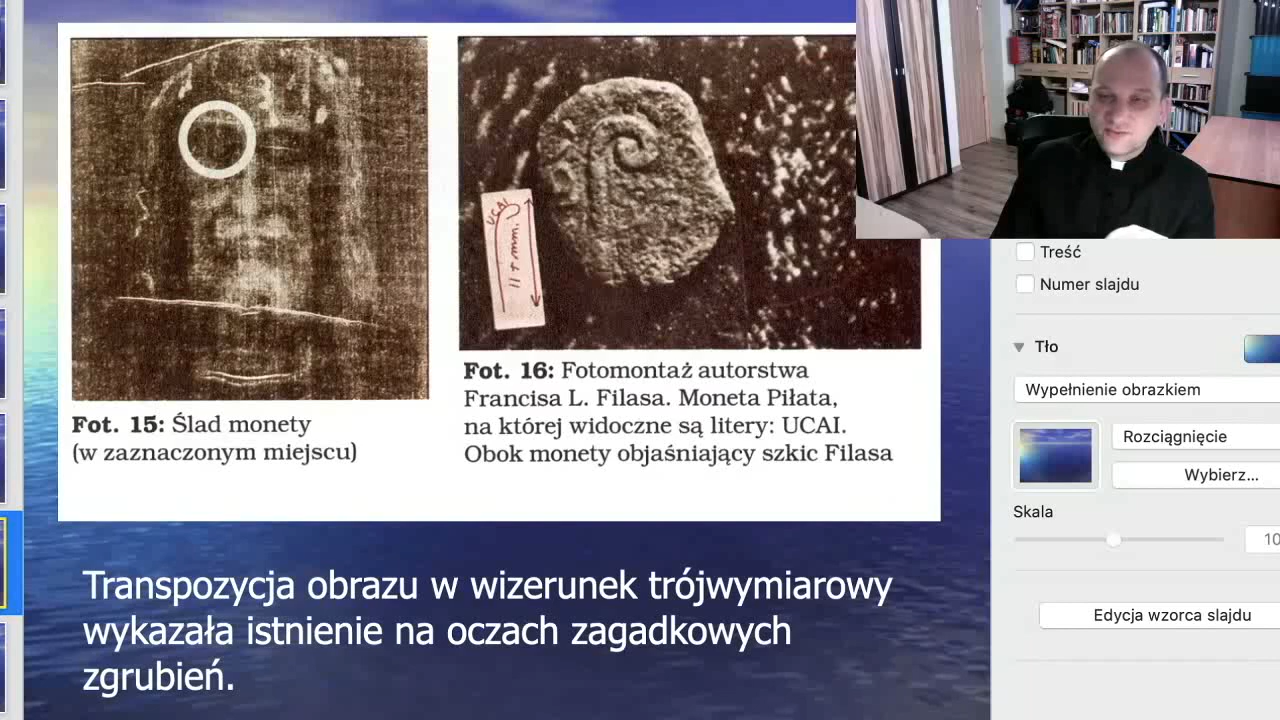 UCAI
11 mm.
Fot. 15: Ślad monety
(w zaznaczonym miejscu)
Fot. 16: Fotomontaż autorstwa
Francisa L. Filasa. Moneta Piłata,
na której widoczne są litery: UCAI.
Obok monety objaśniający szkic Filasa
Transpozycja obrazu w wizerunek trójwymiarowy
wykazała istnienie na oczach zagadkowych
zgrubień.
Treść
Numer slajdu
Tło
Wypełnienie obrazkiem
Rozciągnięcie
Wybierz...
Skala
10
Edycja wzorca slajdu